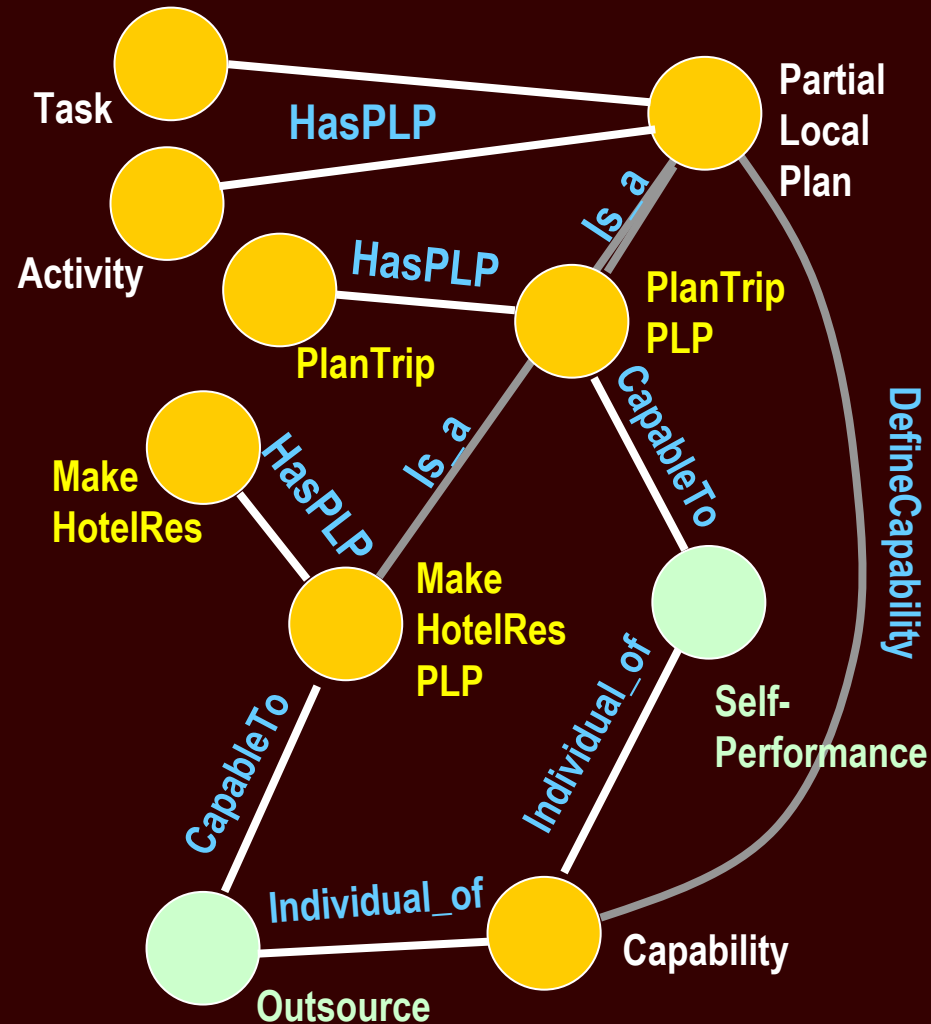 Partial
Local
Plan
Task
HasPLP
Is_a
Activity
HasPLP
PlanTrip
PLP
PlanTrip
CapableTo
DefineCapability
Is_a
HasPLP
Make
HotelRes
Make
HotelRes
PLP
Individual_of
Self-
Performance
CapableTo
Individual_of
Capability
Outsource